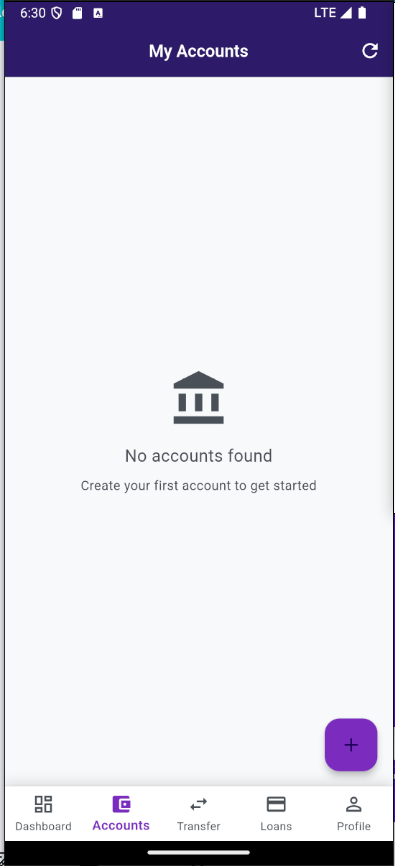 6:30 LTE
My Accounts
No accounts found
Create your first account to get started
+
Dashboard Accounts Transfer Loans Profile